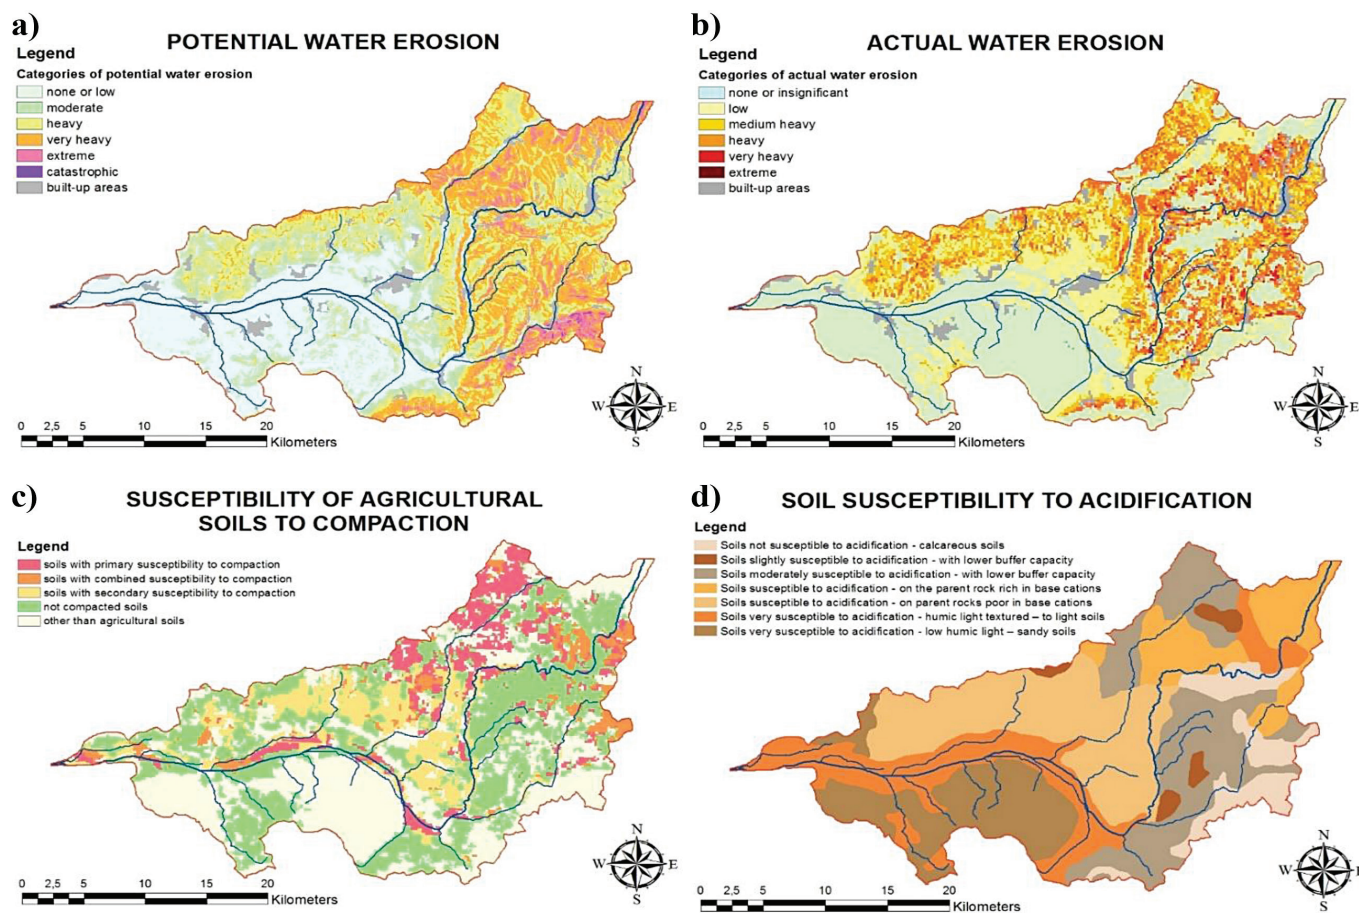 a)
POTENTIAL WATER EROSION
Legend
Categories of potential water erosion
none or low
moderate
heavy
very heavy
extreme
catastrophic
built-up areas
N
W
E
S
0 2,5 5 10 15 20
Kilometers
b)
ACTUAL WATER EROSION
Legend
Categories of actual water erosion
none or insignificant
low
medium heavy
heavy
very heavy
extreme
built-up areas
N
W
E
S
0 2,5 5 10 15 20
Kilometers
c)
SUSCEPTIBILITY OF AGRICULTURAL
SOILS TO COMPACTION
Legend
soils with primary susceptibility to compaction
soils with combined susceptibility to compaction
soils with secondary susceptibility to compaction
not compacted soils
other than agricultural soils
N
W
E
S
0 2,5 5 10 15 20
Kilometers
d)
SOIL SUSCEPTIBILITY TO ACIDIFICATION
Legend
Soils not susceptible to acidification - calcareous soils
Soils slightly susceptible to acidification - with lower buffer capacity
Soils moderately susceptible to acidification - with lower buffer capacity
Soils susceptible to acidification - on the parent rock rich in base cations
Soils susceptible to acidification - on parent rocks poor in base cations
Soils very susceptible to acidification - humic light textured – to light soils
Soils very susceptible to acidification - low humic light – sandy soils
N
W
E
S
0 2,5 5 10 15 20
Kilometers